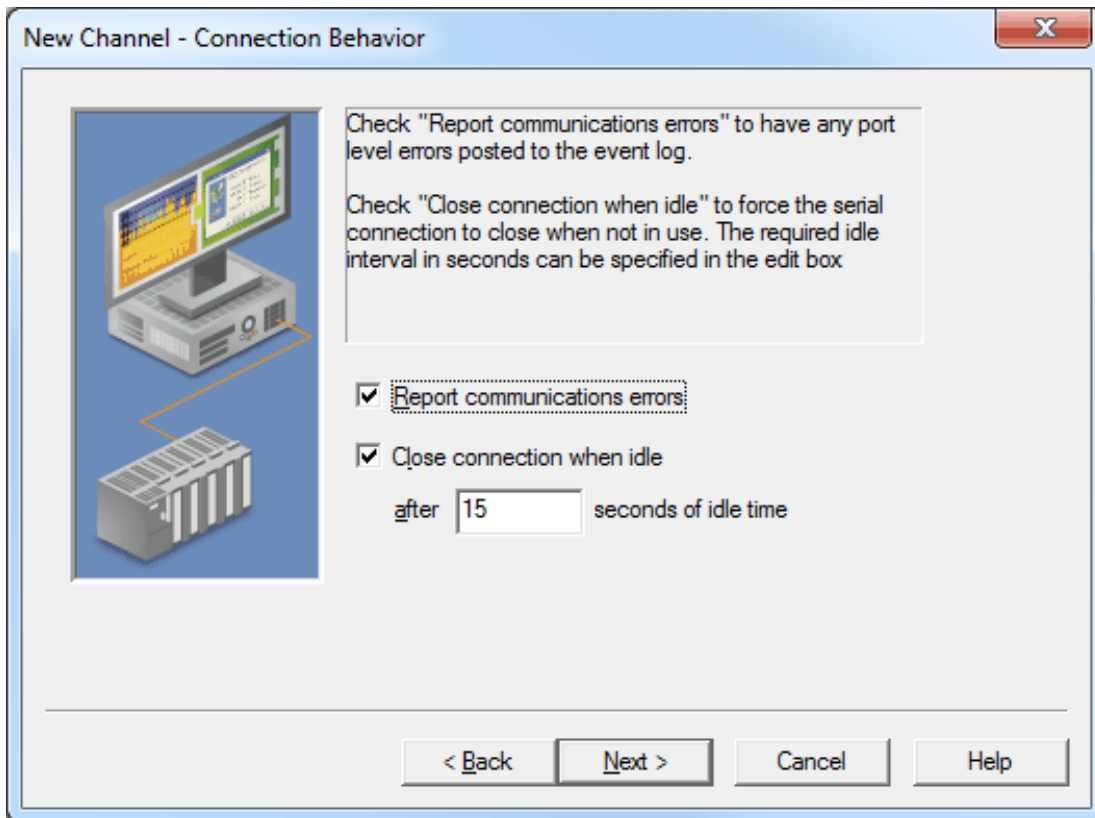 New Channel - Connection Behavior
Check "Report communications errors" to have any port
level errors posted to the event log.
Check "Close connection when idle" to force the serial
connection to close when not in use. The required idle
interval in seconds can be specified in the edit box
Report communications errors
Close connection when idle
after 15 seconds of idle time
< Back Next > Cancel Help